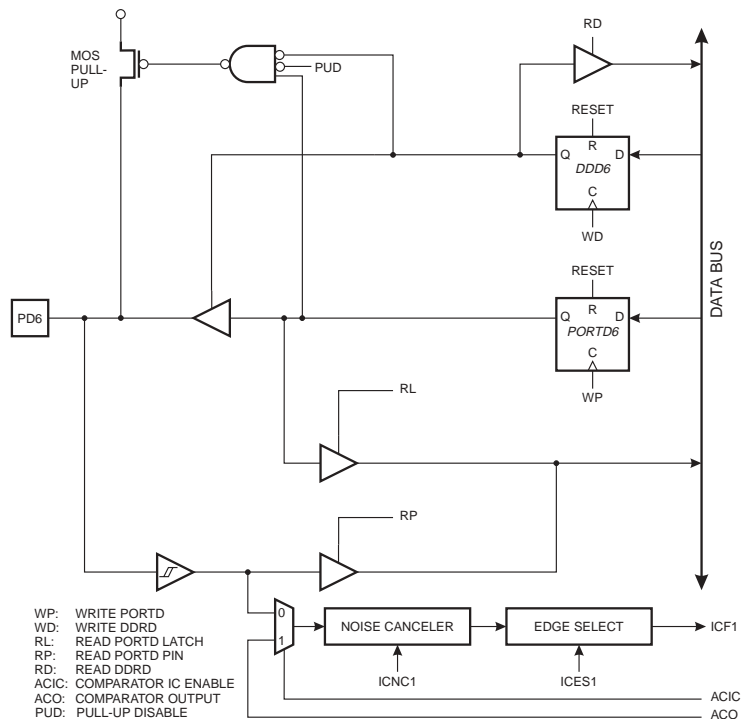 RD
MOS
PULL-
UP
PUD
RESET
R
Q
D
DDD6
C
WD
DATA BUS
RESET
R
PD6
Q
D
PORTD6
C
WP
RL
RP
WP: WRITE PORTD
WD: WRITE DDRD
RL: READ PORTD LATCH
RP: READ PORTD PIN
RD: READ DDRD
ACIC: COMPARATOR IC ENABLE
ACO: COMPARATOR OUTPUT
PUD: PULL-UP DISABLE
0
1
NOISE CANCELER
EDGE SELECT
ICF1
ICNC1
ICES1
ACIC
ACO